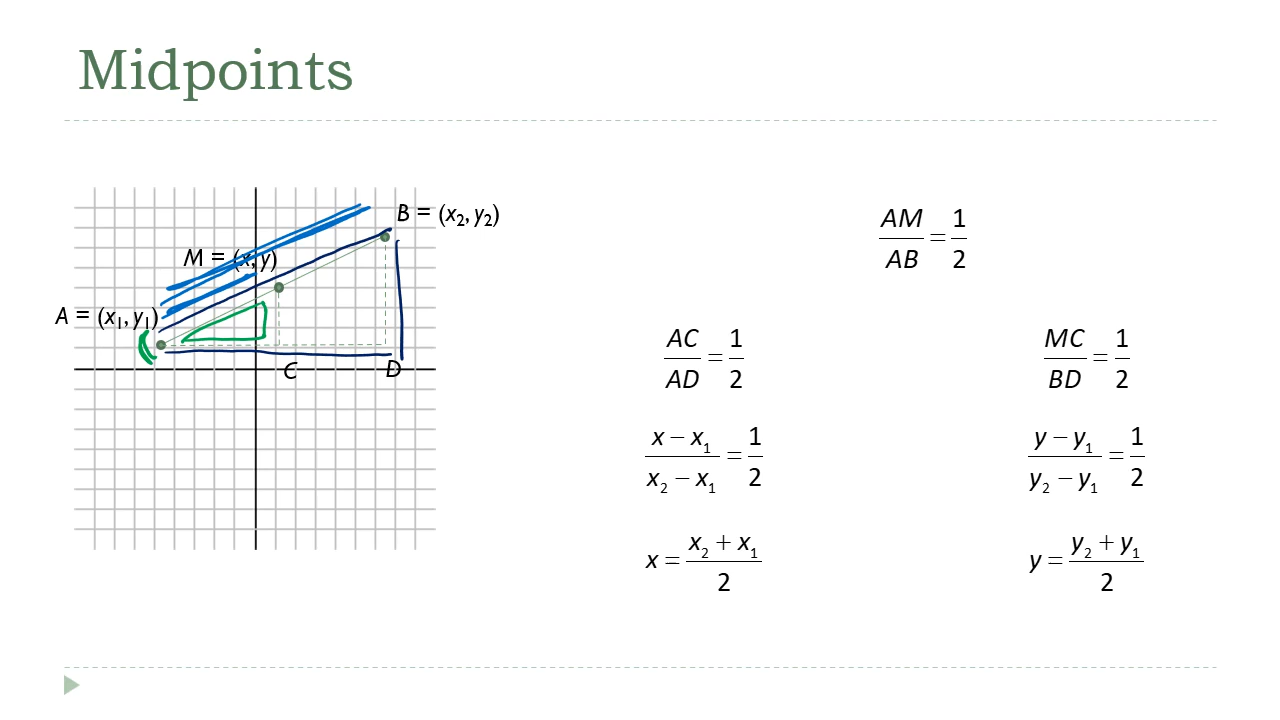 Midpoints
B = (x₂, y₂)
M = (x, y)
A = (x₁, y₁)
C
D
AM/AB = 1/2
AC/AD = 1/2
MC/BD = 1/2
(x − x₁)/(x₂ − x₁) = 1/2
(y − y₁)/(y₂ − y₁) = 1/2
x = (x₂ + x₁)/2
y = (y₂ + y₁)/2